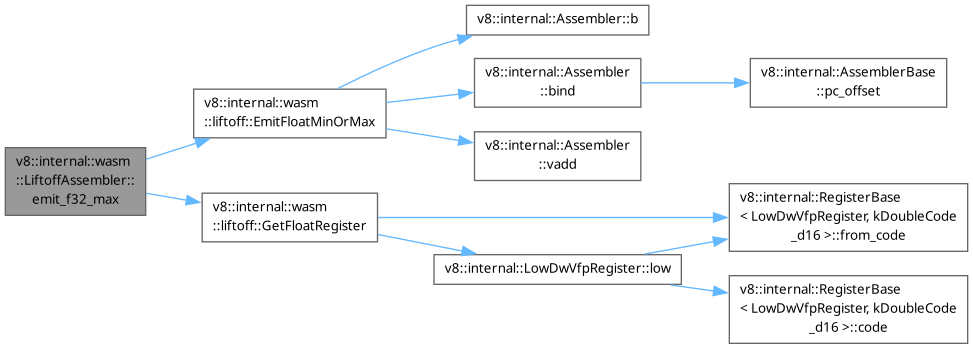 v8::internal::wasm
::LiftoffAssembler::
emit_f32_max
v8::internal::wasm
::liftoff::EmitFloatMinOrMax
v8::internal::wasm
::liftoff::GetFloatRegister
v8::internal::Assembler::b
v8::internal::Assembler
::bind
v8::internal::Assembler
::vadd
v8::internal::LowDwVfpRegister::low
v8::internal::AssemblerBase
::pc_offset
v8::internal::RegisterBase
< LowDwVfpRegister, kDoubleCode
_d16 >::from_code
v8::internal::RegisterBase
< LowDwVfpRegister, kDoubleCode
_d16 >::code